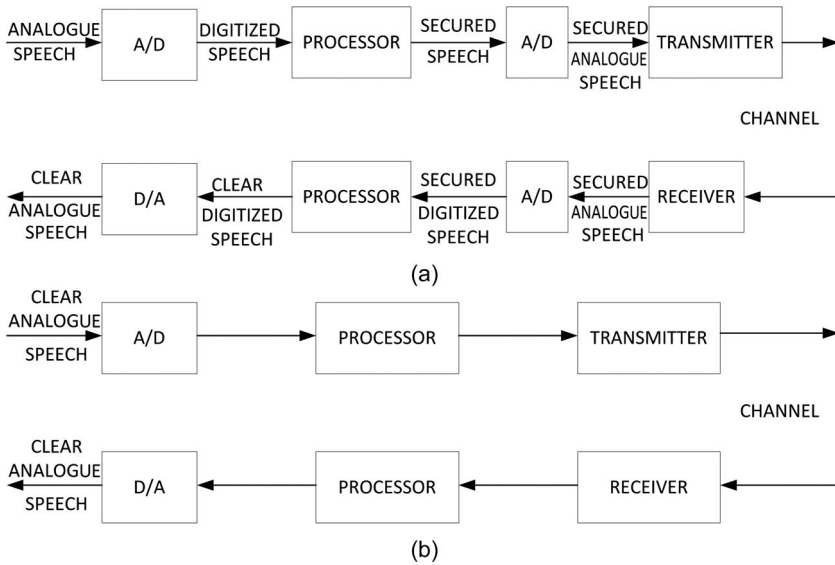 ANALOGUE
SPEECH
A/D
DIGITIZED
SPEECH
PROCESSOR
SECURED
SPEECH
A/D
SECURED
ANALOGUE
SPEECH
TRANSMITTER
CHANNEL
CLEAR
ANALOGUE
SPEECH
D/A
CLEAR
DIGITIZED
SPEECH
PROCESSOR
SECURED
DIGITIZED
SPEECH
A/D
SECURED
ANALOGUE
SPEECH
RECEIVER
(a)
CLEAR
ANALOGUE
SPEECH
A/D
PROCESSOR
TRANSMITTER
CHANNEL
CLEAR
ANALOGUE
SPEECH
D/A
PROCESSOR
RECEIVER
(b)